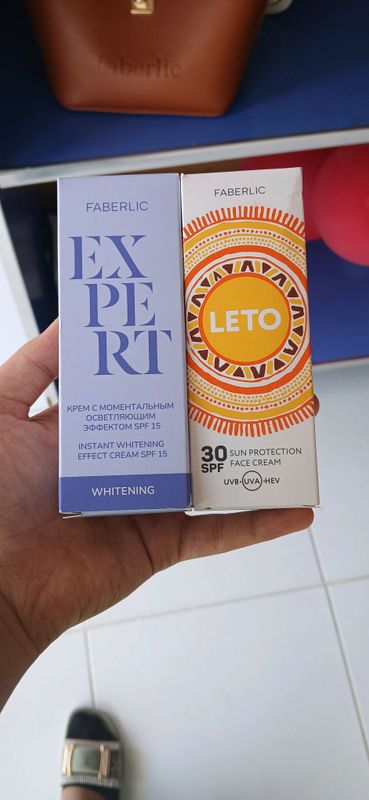 faberlic
FABERLIC
EX
PE
RT
КРЕМ С МОМЕНТАЛЬНЫМ
ОСВЕТЛЯЮЩИМ
ЭФФЕКТОМ SPF 15
INSTANT WHITENING
EFFECT CREAM SPF 15
WHITENING
FABERLIC
LETO
30 SUN PROTECTION
SPF FACE CREAM
UVB•UVA•HEV